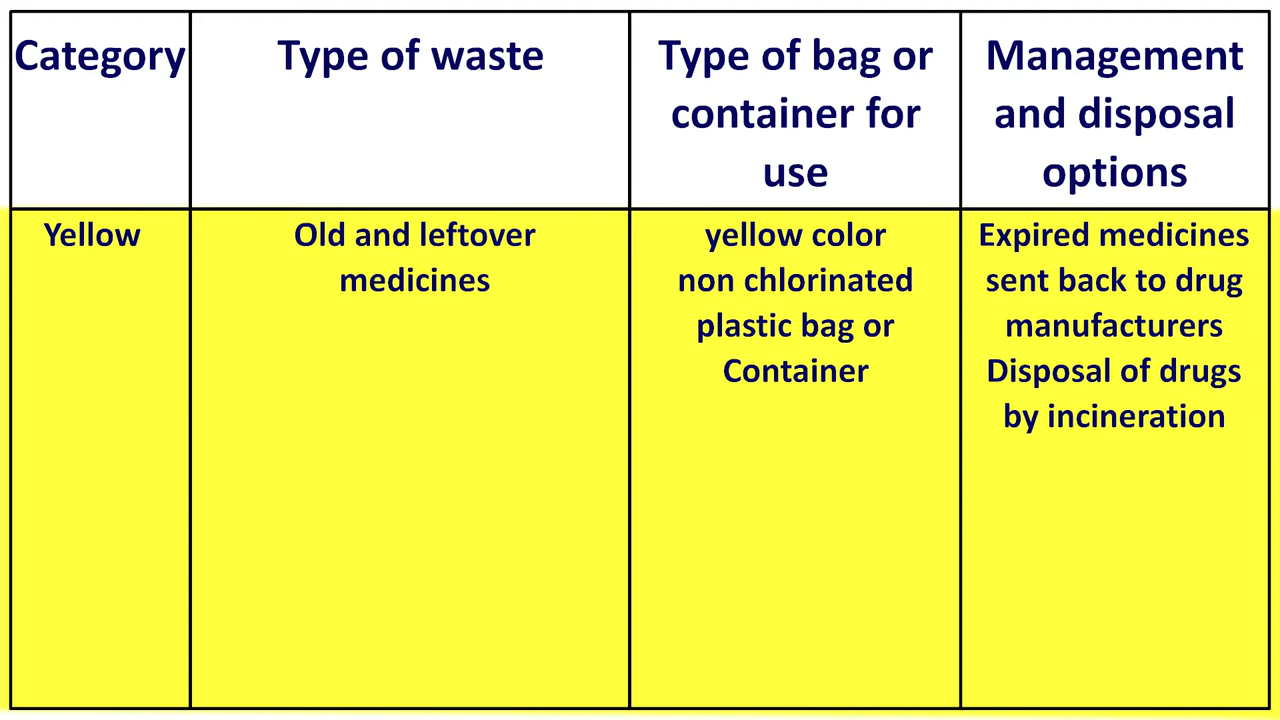 Category
Type of waste
Type of bag or
container for
use
Management
and disposal
options
Yellow
Old and leftover
medicines
yellow color
non chlorinated
plastic bag or
Container
Expired medicines
sent back to drug
manufacturers
Disposal of drugs
by incineration